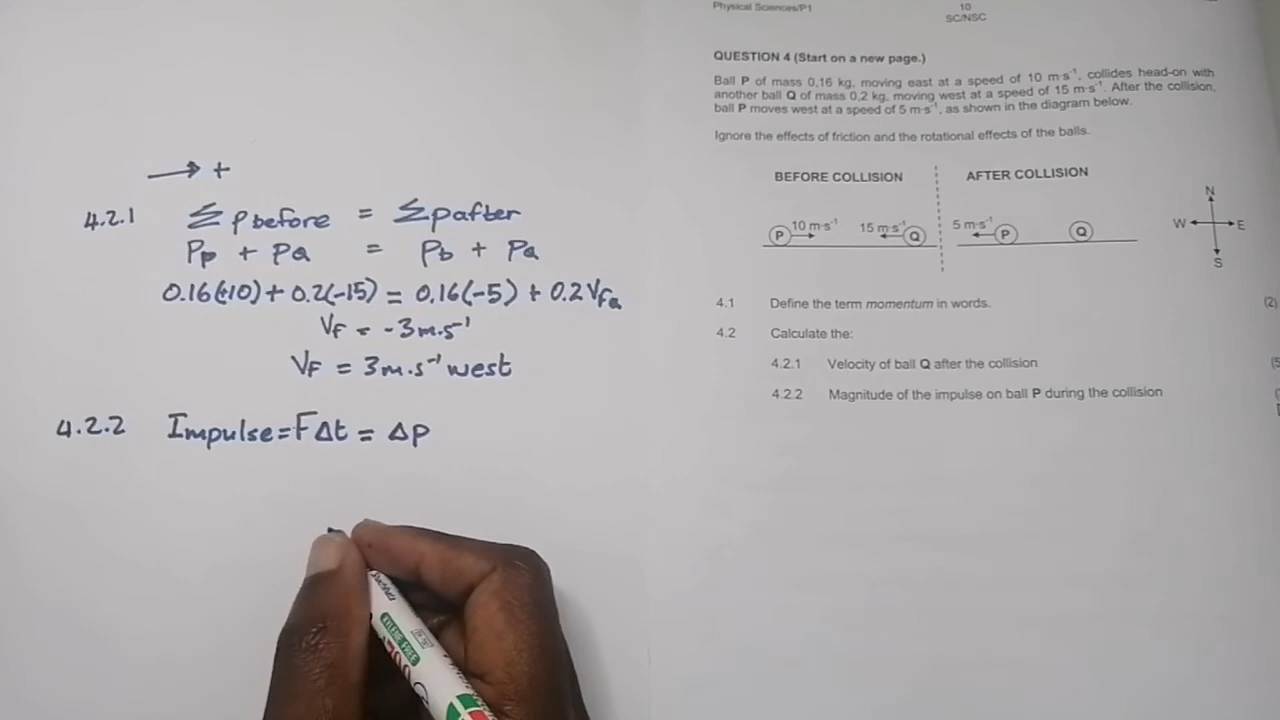 → +
4.2.1 Σp before = Σp after
Pp + PQ = Pb + PQ
0.16(+10) + 0.2(-15) = 0.16(-5) + 0.2VfQ
VF = -3m.s⁻¹
VF = 3m.s⁻¹ west
4.2.2 Impulse = FΔt = Δp
XYLENE FREE
Physical Sciences/P1
10
SC/NSC
QUESTION 4 (Start on a new page.)
Ball P of mass 0,16 kg, moving east at a speed of 10 m·s⁻¹, collides head-on with
another ball Q of mass 0,2 kg, moving west at a speed of 15 m·s⁻¹. After the collision,
ball P moves west at a speed of 5 m·s⁻¹, as shown in the diagram below.
Ignore the effects of friction and the rotational effects of the balls.
BEFORE COLLISION AFTER COLLISION
P 10 m·s⁻¹ 15 m·s⁻¹ Q 5 m·s⁻¹ P Q
N
W E
S
4.1 Define the term momentum in words. (2)
4.2 Calculate the:
4.2.1 Velocity of ball Q after the collision (5
4.2.2 Magnitude of the impulse on ball P during the collision